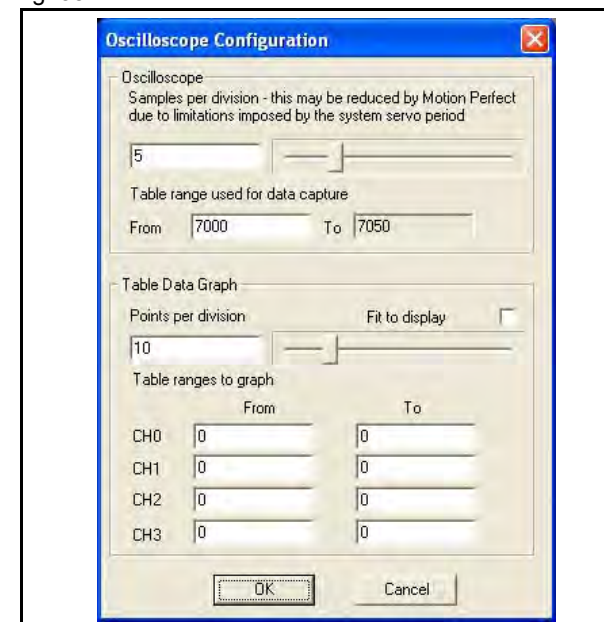 Oscilloscope Configuration
Oscilloscope
Samples per division - this may be reduced by Motion Perfect
due to limitations imposed by the system servo period
5
Table range used for data capture
From 7000 To 7050
Table Data Graph
Points per division Fit to display
10
Table ranges to graph
From To
CH0 0 0
CH1 0 0
CH2 0 0
CH3 0 0
OK Cancel